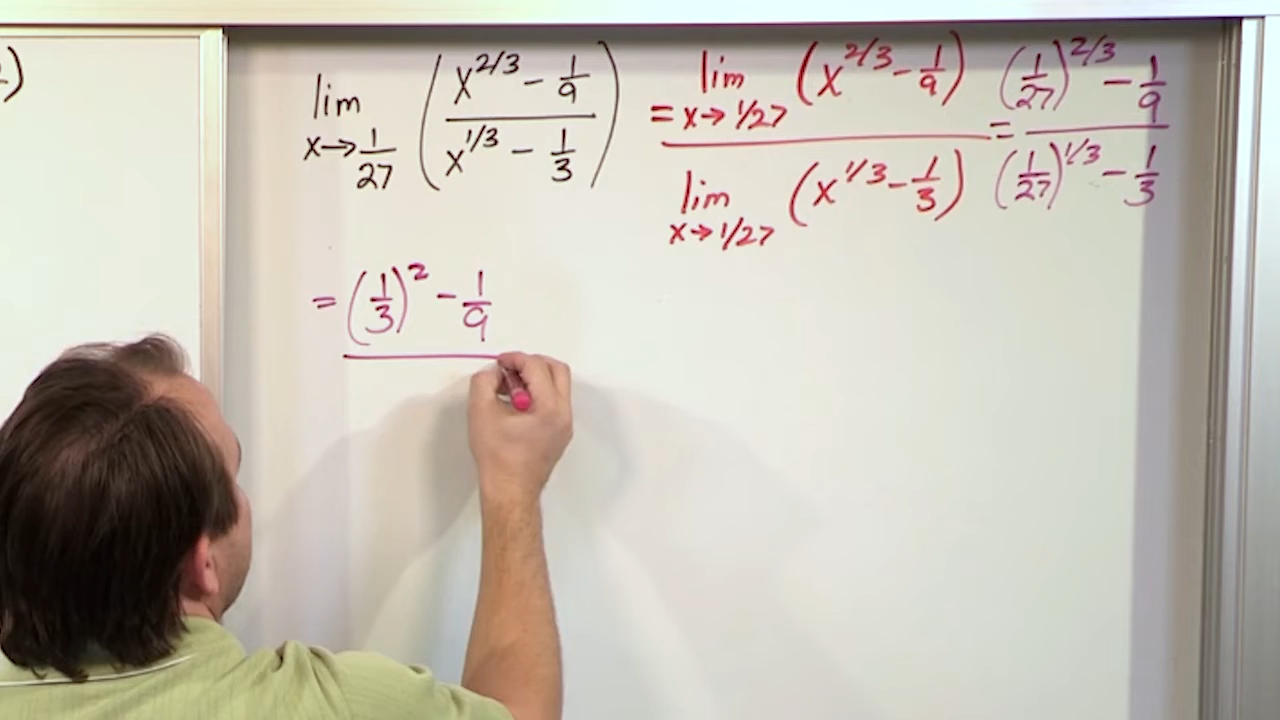 lim x→1/27 (x^2/3 - 1/9 / x^1/3 - 1/3) = lim x→1/27 (x^2/3 - 1/9) / lim x→1/27 (x^1/3 - 1/3) = (1/27)^2/3 - 1/9 / (1/27)^1/3 - 1/3
= (1/3)^2 - 1/9